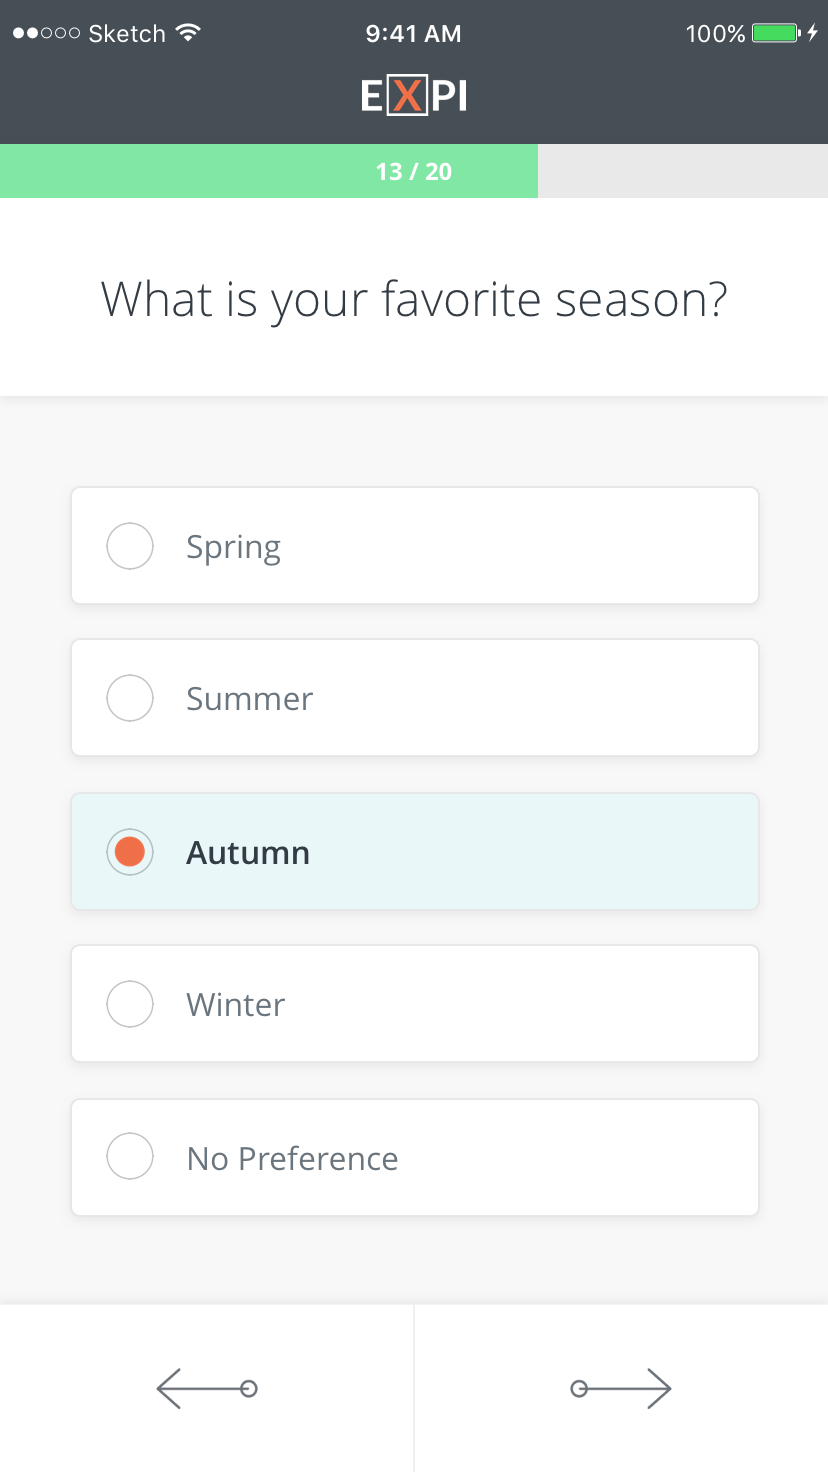 Sketch 9:41 AM 100%
EXPI
13 / 20
What is your favorite season?
Spring
Summer
Autumn
Winter
No Preference